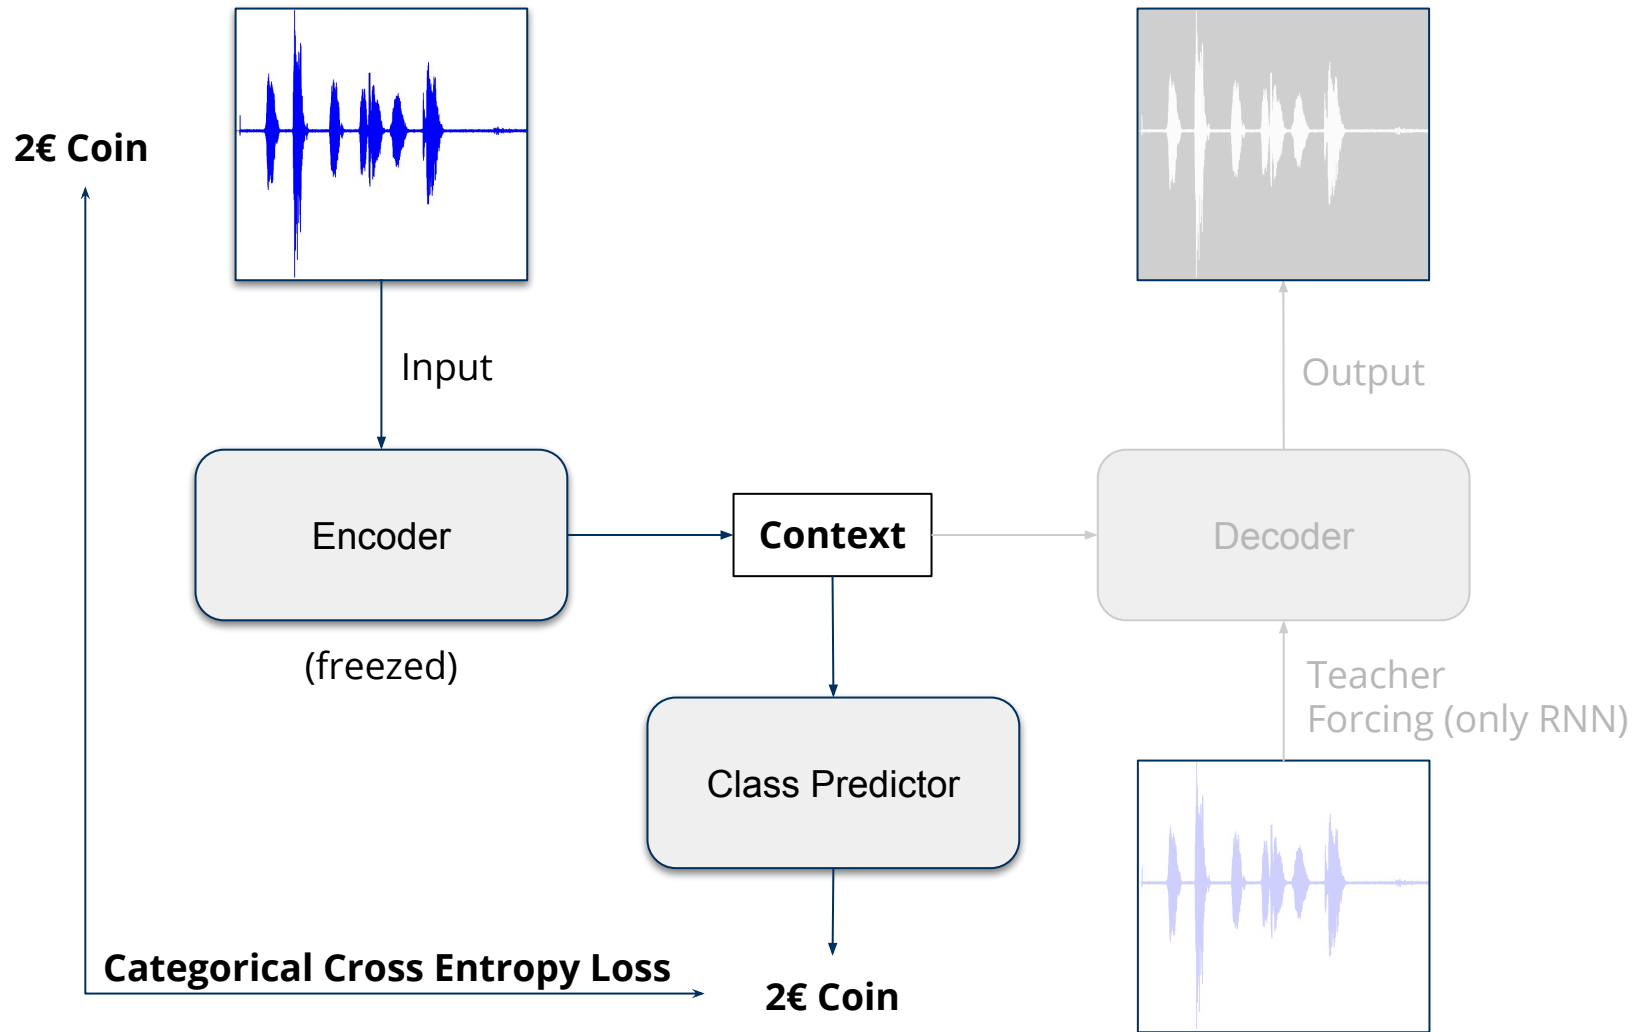 2€ Coin
Input
Output
Encoder
Context
Decoder
(freezed)
Teacher
Forcing (only RNN)
Class Predictor
Categorical Cross Entropy Loss
2€ Coin